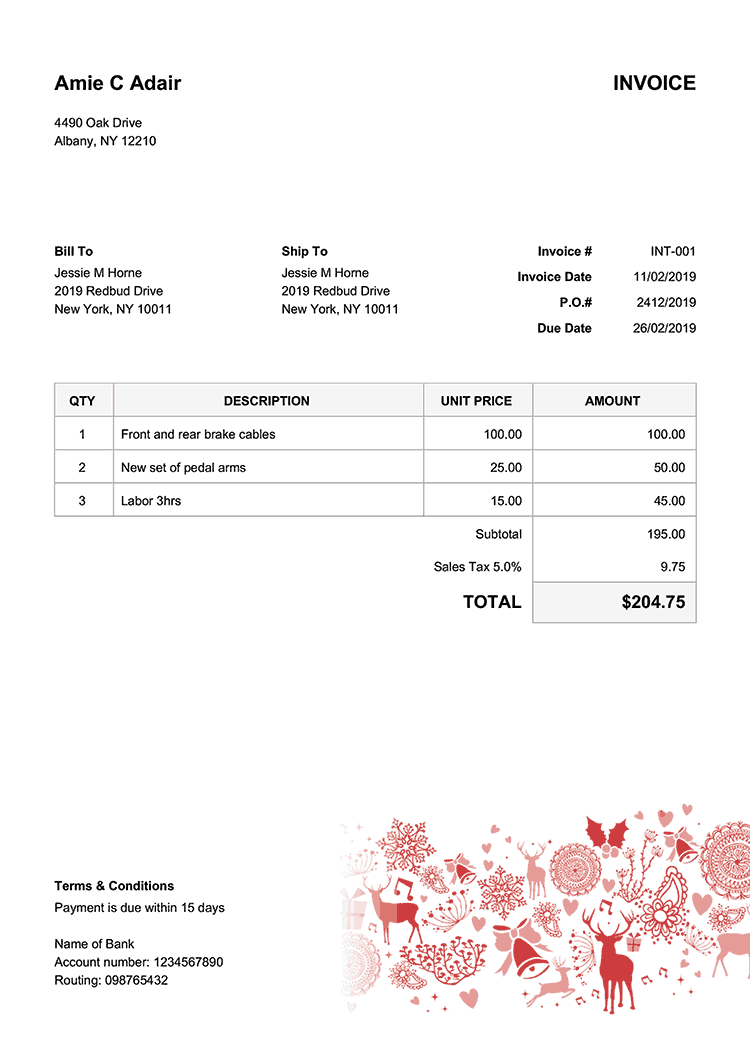 Amie C Adair INVOICE
4490 Oak Drive
Albany, NY 12210
Bill To Ship To Invoice # INT-001
Jessie M Horne Jessie M Horne Invoice Date 11/02/2019
2019 Redbud Drive 2019 Redbud Drive P.O.# 2412/2019
New York, NY 10011 New York, NY 10011 Due Date 26/02/2019
QTY DESCRIPTION UNIT PRICE AMOUNT
1 Front and rear brake cables 100.00 100.00
2 New set of pedal arms 25.00 50.00
3 Labor 3hrs 15.00 45.00
Subtotal 195.00
Sales Tax 5.0% 9.75
TOTAL $204.75
Terms & Conditions
Payment is due within 15 days
Name of Bank
Account number: 1234567890
Routing: 098765432